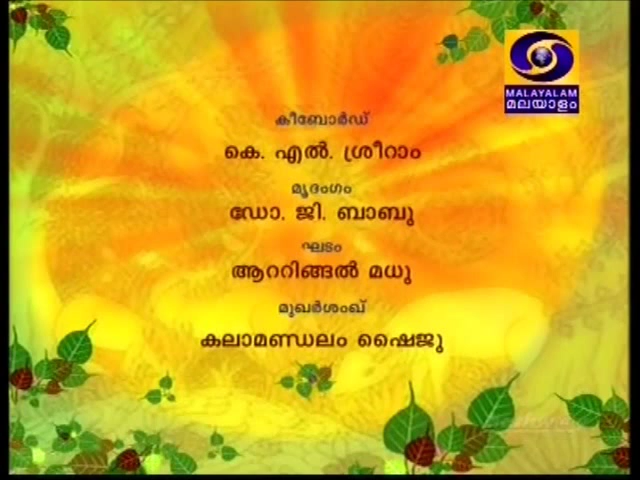 MALAYALAM
മലയാളം
കീബോർഡ്
കെ. എൽ. ശ്രീറാം
മൃദംഗം
ഡോ. ജി. ബാബു
ഘടം
ആററിങ്ങൽ മധു
മുഖർശംഖ്
കലാമണ്ഡലം ഷൈജു